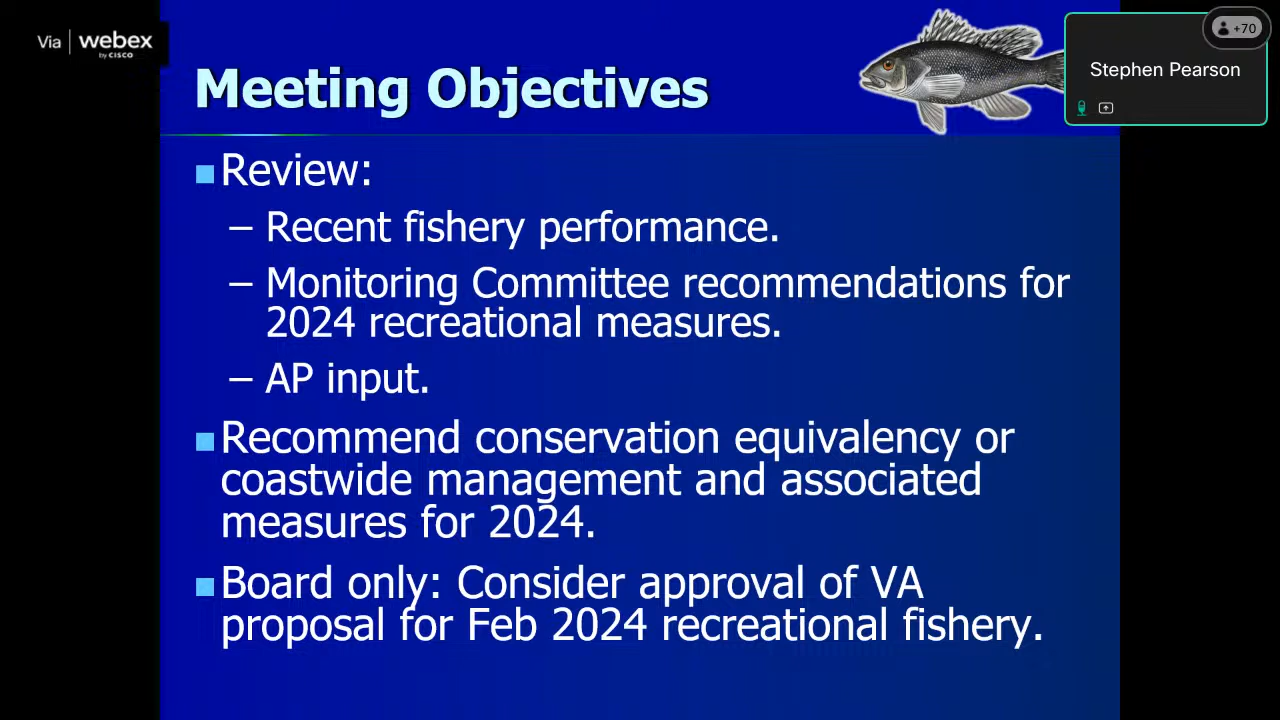 Via | webex
by CISCO
+70
Stephen Pearson
Meeting Objectives
Review:
– Recent fishery performance.
– Monitoring Committee recommendations for
2024 recreational measures.
– AP input.
Recommend conservation equivalency or
coastwide management and associated
measures for 2024.
Board only: Consider approval of VA
proposal for Feb 2024 recreational fishery.